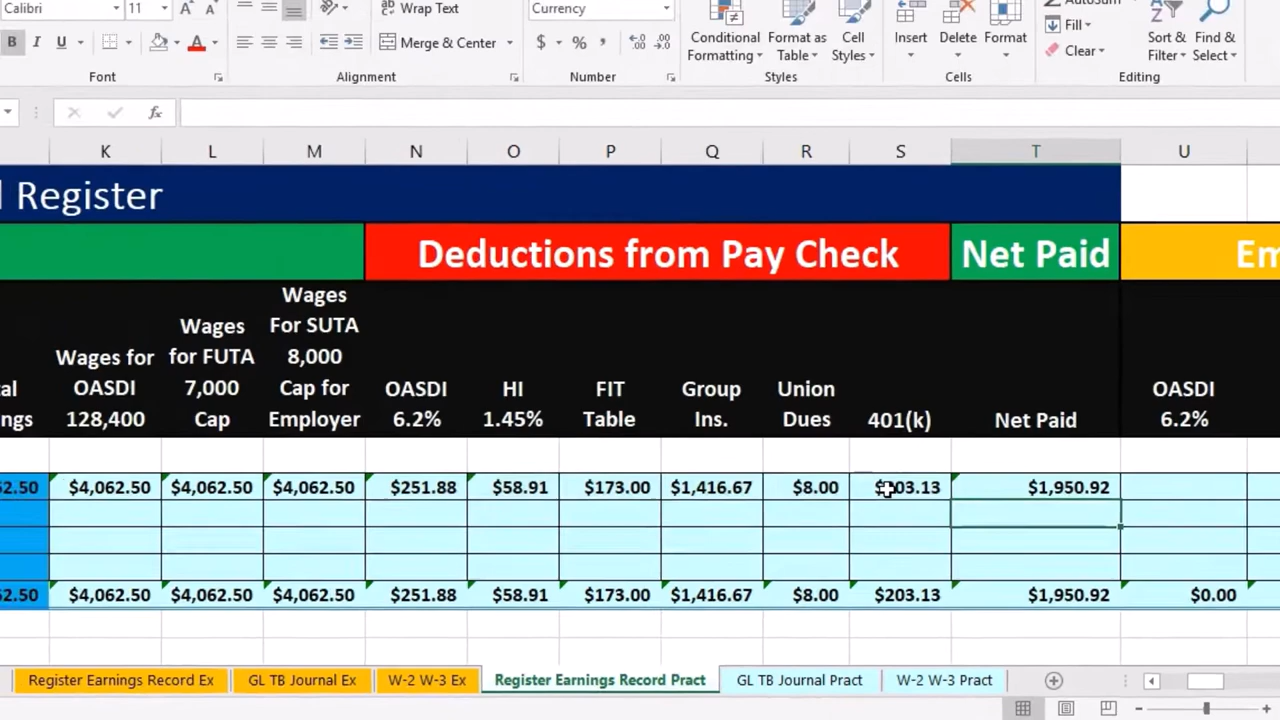 Calibri 11 A A Wrap Text Currency AutoSum
B I U Merge & Center $ % , Conditional Formatting Format as Table Cell Styles Insert Delete Format Fill Clear Sort & Filter Find & Select
Font Alignment Number Styles Cells Editing
fx
K L M N O P Q R S T U
Register
Deductions from Pay Check Net Paid Em
Wages for OASDI 128,400
Wages for FUTA 7,000 Cap
Wages For SUTA 8,000 Cap for Employer
OASDI 6.2%
HI 1.45%
FIT Table
Group Ins.
Union Dues
401(k)
Net Paid
OASDI 6.2%
2.50 $4,062.50 $4,062.50 $4,062.50 $251.88 $58.91 $173.00 $1,416.67 $8.00 $203.13 $1,950.92
2.50 $4,062.50 $4,062.50 $4,062.50 $251.88 $58.91 $173.00 $1,416.67 $8.00 $203.13 $1,950.92 $0.00
Register Earnings Record Ex GL TB Journal Ex W-2 W-3 Ex Register Earnings Record Pract GL TB Journal Pract W-2 W-3 Pract